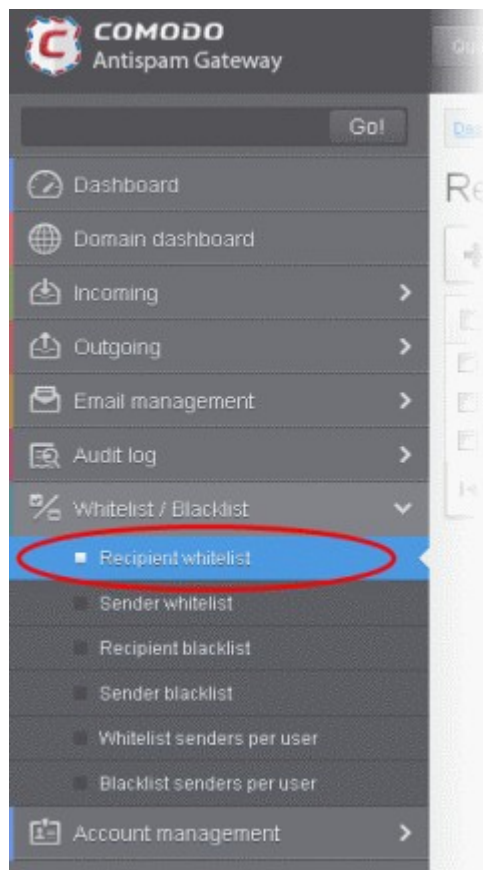 COMODO
Antispam Gateway
Go!
Dashboard
Domain dashboard
Incoming
Outgoing
Email management
Audit log
Whitelist / Blacklist
Recipient whitelist
Sender whitelist
Recipient blacklist
Sender blacklist
Whitelist senders per user
Blacklist senders per user
Account management